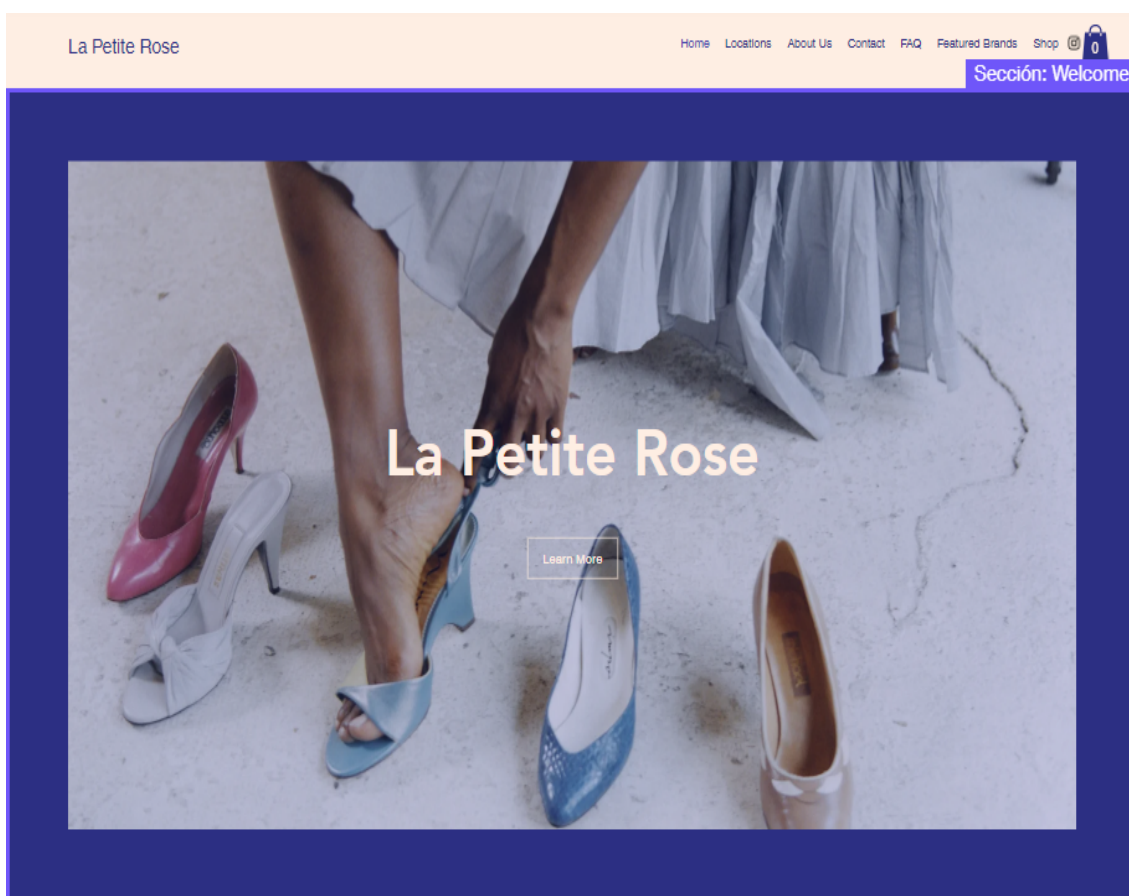 La Petite Rose
Home Locations About Us Contact FAQ Featured Brands Shop 0
Sección: Welcome
La Petite Rose
Learn More